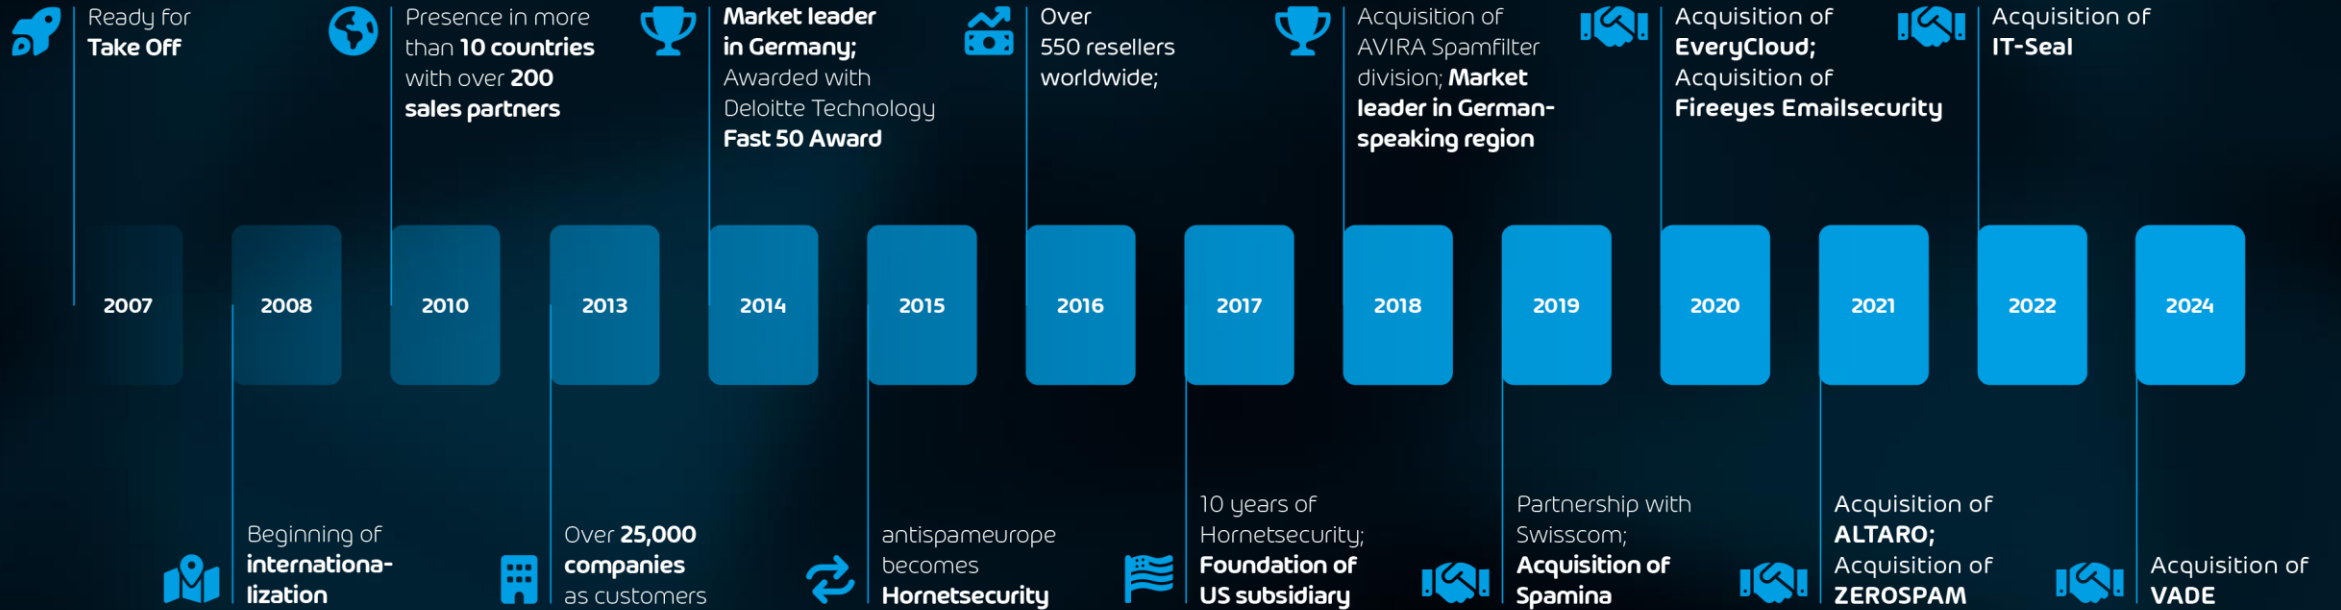 Ready for
Take Off
Presence in more
than 10 countries
with over 200
sales partners
Market leader
in Germany;
Awarded with
Deloitte Technology
Fast 50 Award
Over
550 resellers
worldwide;
Acquisition of
AVIRA Spamfilter
division; Market
leader in German-
speaking region
Acquisition of
EveryCloud;
Acquisition of
Fireeyes Emailsecurity
Acquisition of
IT-Seal
2007
2008
2010
2013
2014
2015
2016
2017
2018
2019
2020
2021
2022
2024
Beginning of
internationa-
lization
Over 25,000
companies
as customers
antispameurope
becomes
Hornetsecurity
10 years of
Hornetsecurity;
Foundation of
US subsidiary
Partnership with
Swisscom;
Acquisition of
Spamina
Acquisition of
ALTARO;
Acquisition of
ZEROSPAM
Acquisition of
VADE